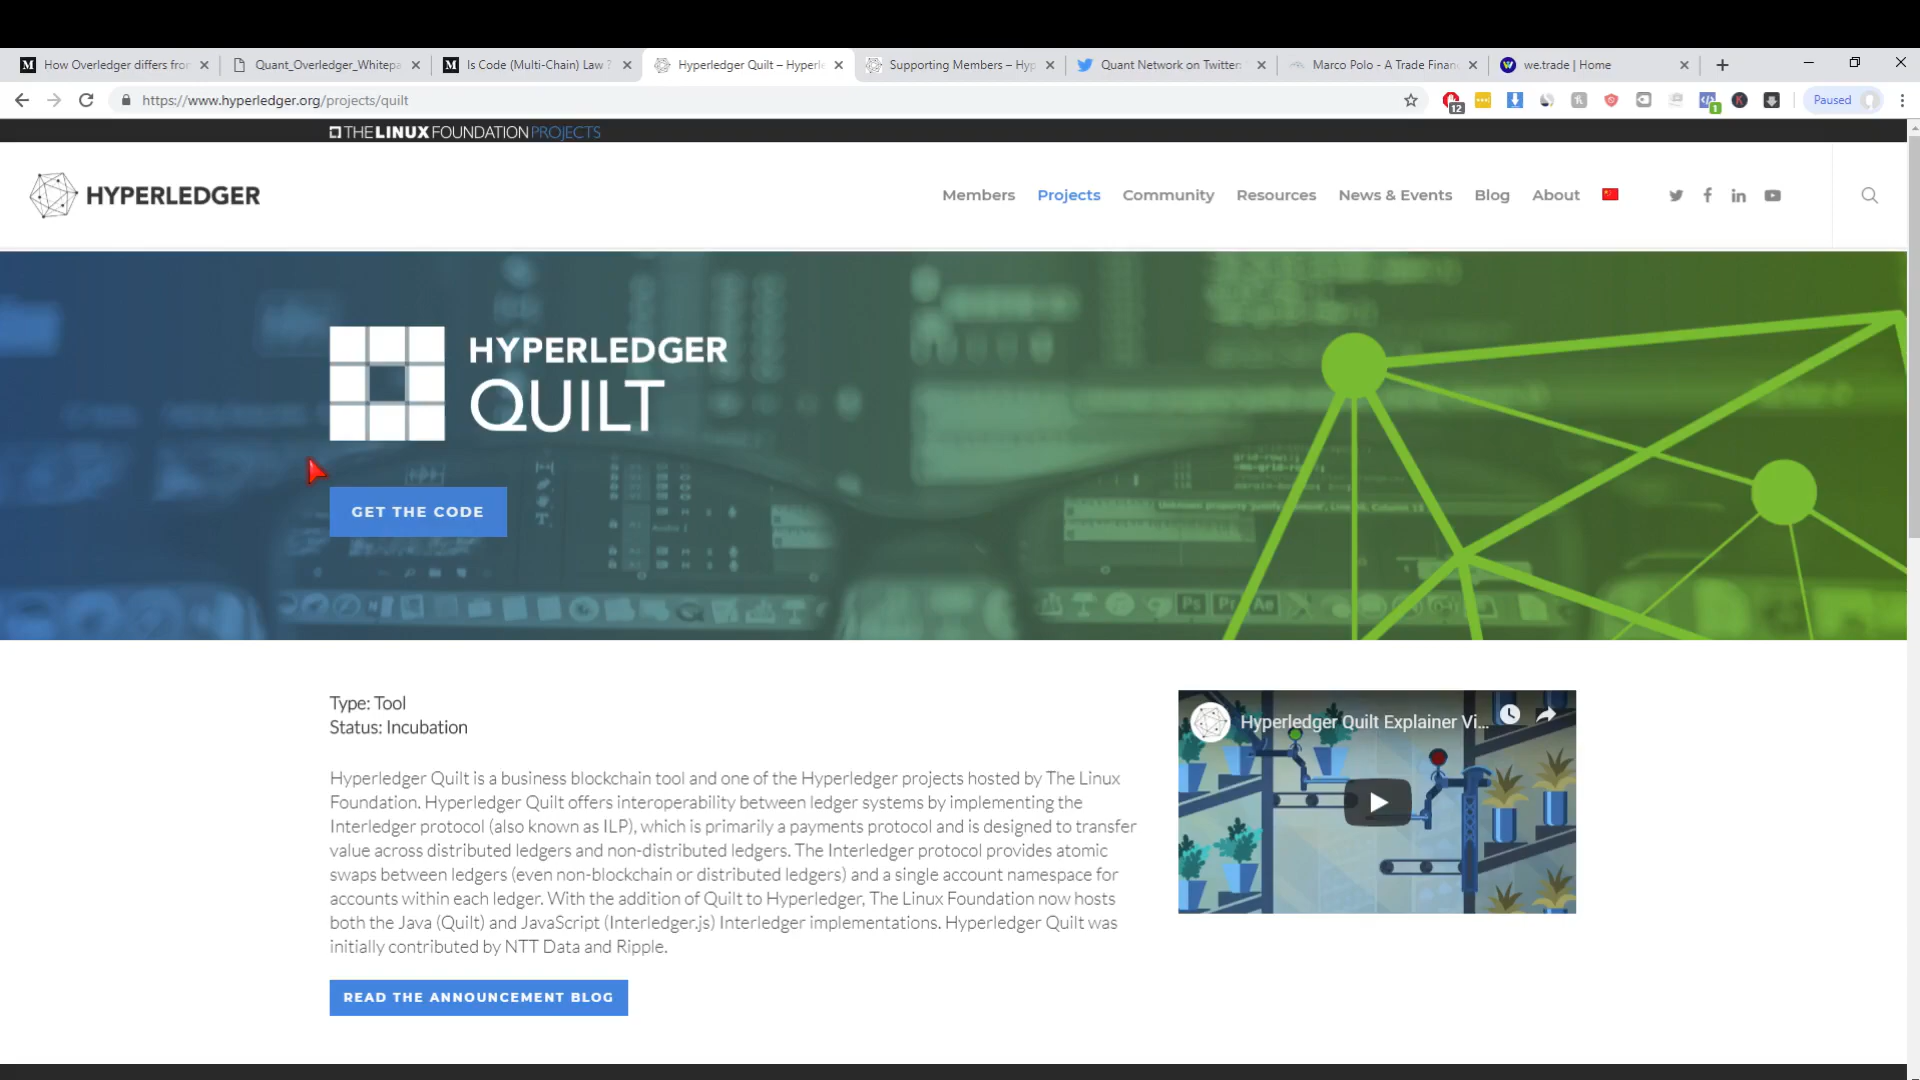 How Overledger differs fro
Quant_Overledger_Whitepa
Is Code (Multi-Chain) Law ?
Hyperledger Quilt – Hyperle
Supporting Members – Hyp
Quant Network on Twitter:
Marco Polo - A Trade Finan
we.trade | Home
https://www.hyperledger.org/projects/quilt
12
1
Paused
THE LINUX FOUNDATION PROJECTS
HYPERLEDGER
Members
Projects
Community
Resources
News & Events
Blog
About
HYPERLEDGER
QUILT
GET THE CODE
Ps Pr Ae
Type: Tool
Status: Incubation
Hyperledger Quilt is a business blockchain tool and one of the Hyperledger projects hosted by The Linux
Foundation. Hyperledger Quilt offers interoperability between ledger systems by implementing the
Interledger protocol (also known as ILP), which is primarily a payments protocol and is designed to transfer
value across distributed ledgers and non-distributed ledgers. The Interledger protocol provides atomic
swaps between ledgers (even non-blockchain or distributed ledgers) and a single account namespace for
accounts within each ledger. With the addition of Quilt to Hyperledger, The Linux Foundation now hosts
both the Java (Quilt) and JavaScript (Interledger.js) Interledger implementations. Hyperledger Quilt was
initially contributed by NTT Data and Ripple.
READ THE ANNOUNCEMENT BLOG
Hyperledger Quilt Explainer Vi...